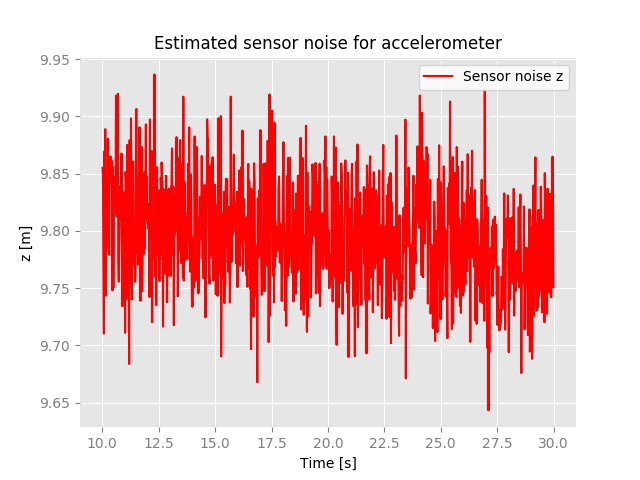 Estimated sensor noise for accelerometer
Sensor noise z
9.95
9.90
9.85
9.80
9.75
9.70
9.65
z [m]
10.0 12.5 15.0 17.5 20.0 22.5 25.0 27.5 30.0
Time [s]